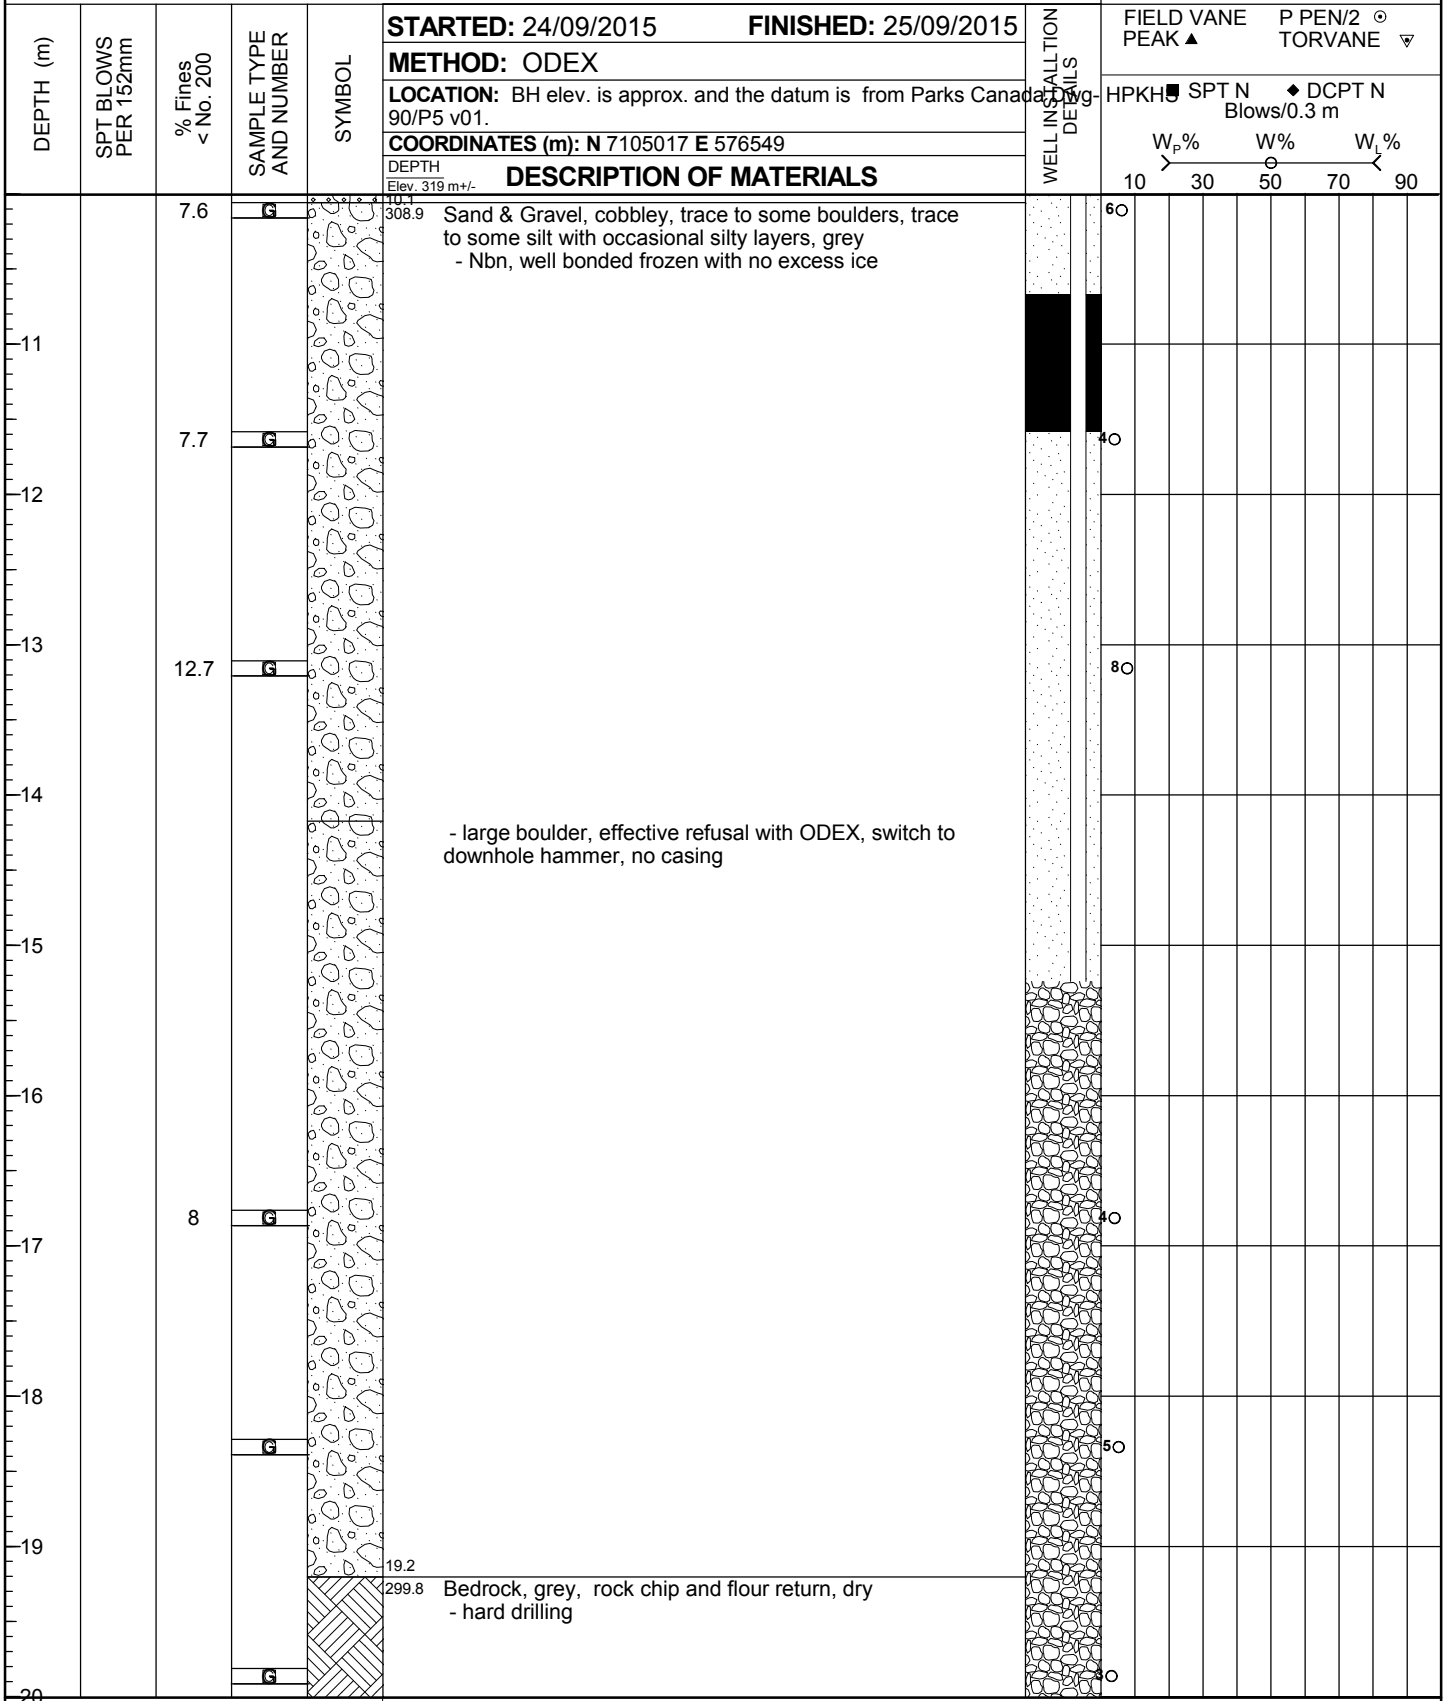 DEPTH (m)
SPT BLOWS
PER 152mm
% Fines
< No. 200
SAMPLE TYPE
AND NUMBER
SYMBOL
STARTED: 24/09/2015 FINISHED: 25/09/2015
METHOD: ODEX
LOCATION: BH elev. is approx. and the datum is from Parks Canada Dwg- HPKHS
90/P5 v01.
COORDINATES (m): N 7105017 E 576549
DEPTH
Elev. 319 m+/-
DESCRIPTION OF MATERIALS
WELL INSTALLTION
DETAILS
FIELD VANE P PEN/2 ⊙
PEAK ▲ TORVANE
■ SPT N ◆ DCPT N
Blows/0.3 m
WP% W% WL%
10 30 50 70 90
10.1
308.9
7.6 G
Sand & Gravel, cobbley, trace to some boulders, trace
to some silt with occasional silty layers, grey
- Nbn, well bonded frozen with no excess ice
6
11
7.7 G 4
12
13
12.7 G 8
14
- large boulder, effective refusal with ODEX, switch to
downhole hammer, no casing
15
16
8 G 4
17
18
G 5
19
19.2
299.8 Bedrock, grey, rock chip and flour return, dry
- hard drilling
G 3
20